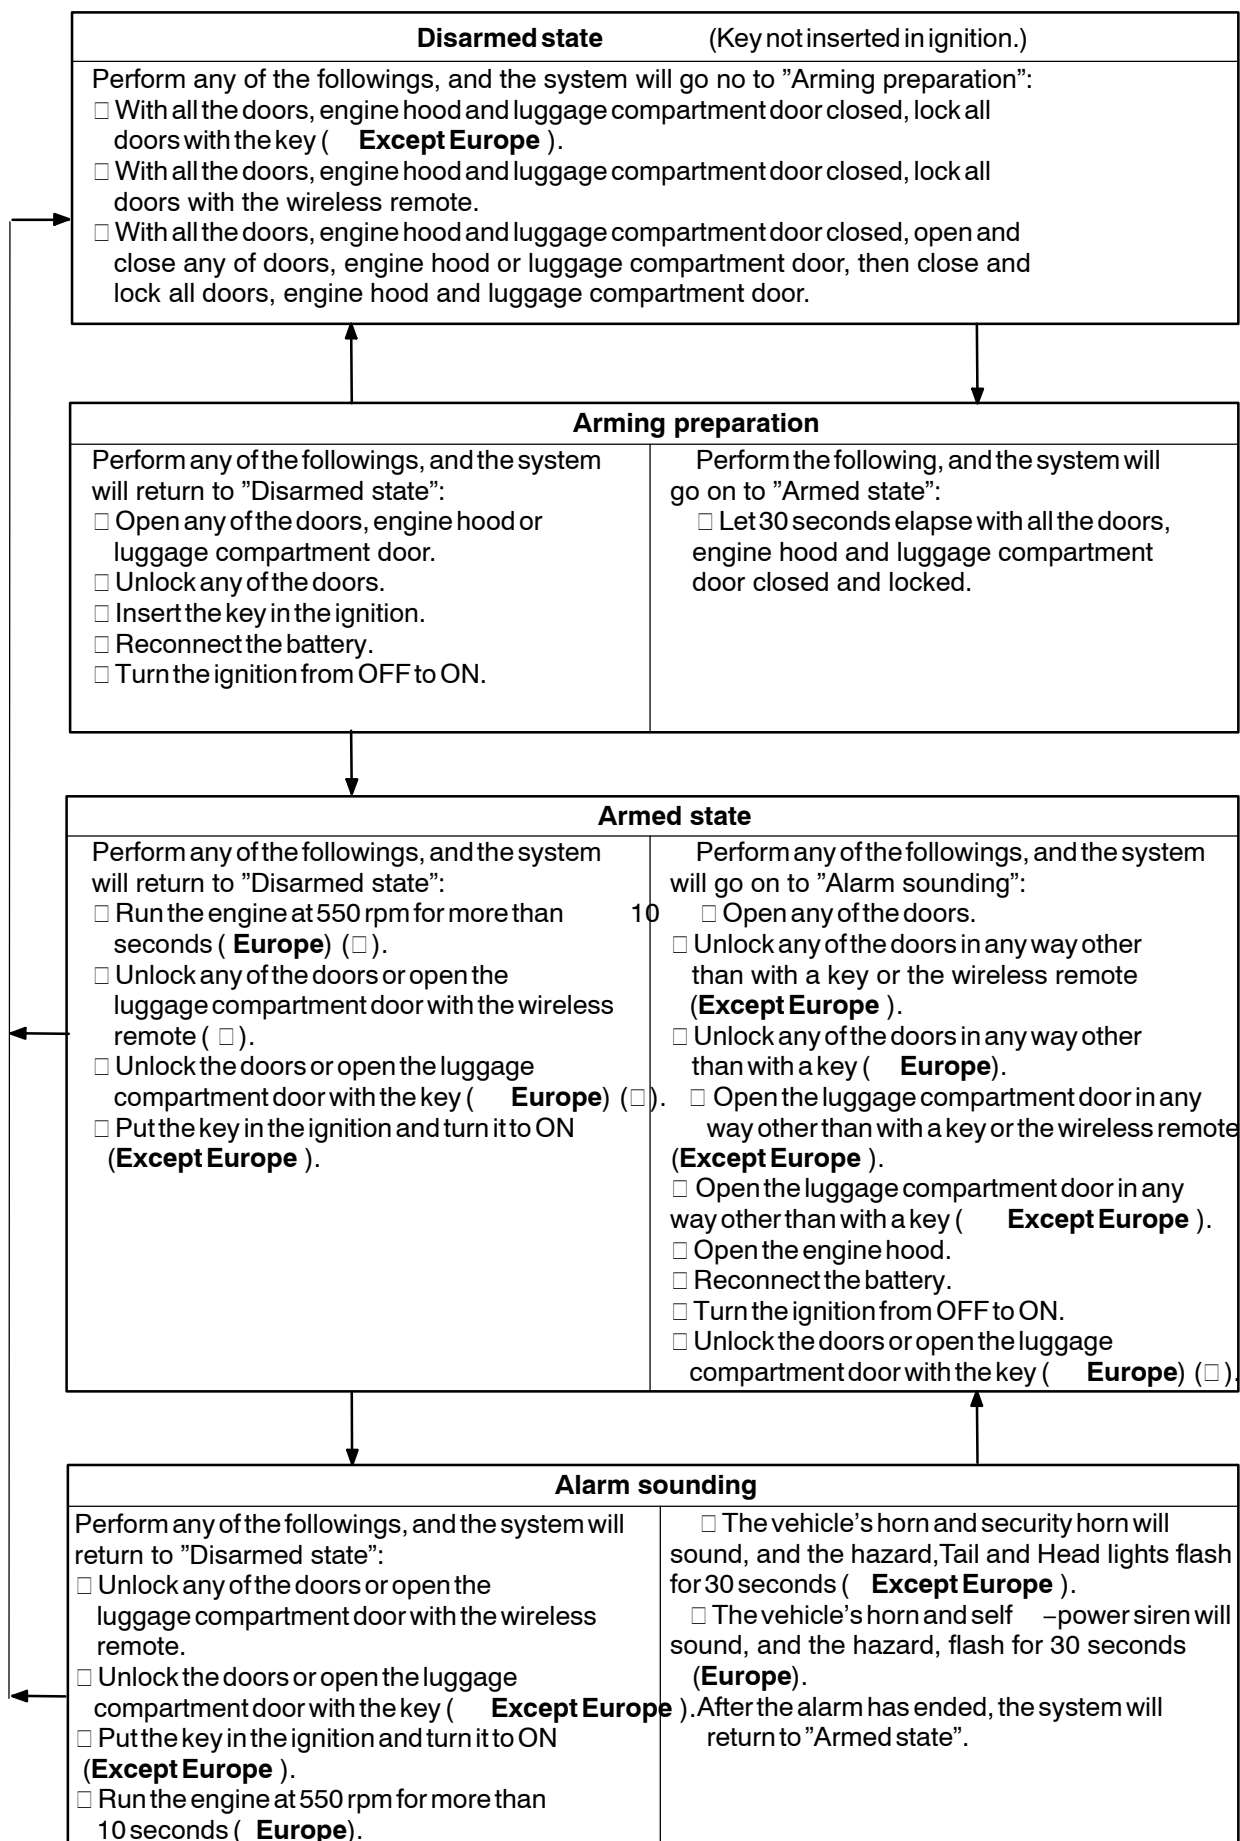 Disarmed state (Key not inserted in ignition.)
Perform any of the followings, and the system will go no to ”Arming preparation”:
□ With all the doors, engine hood and luggage compartment door closed, lock all
doors with the key ( Except Europe ).
□ With all the doors, engine hood and luggage compartment door closed, lock all
doors with the wireless remote.
□ With all the doors, engine hood and luggage compartment door closed, open and
close any of doors, engine hood or luggage compartment door, then close and
lock all doors, engine hood and luggage compartment door.
Arming preparation
Perform any of the followings, and the system
will return to ”Disarmed state”:
□ Open any of the doors, engine hood or
luggage compartment door.
□ Unlock any of the doors.
□ Insert the key in the ignition.
□ Reconnect the battery.
□ Turn the ignition from OFF to ON.
Perform the following, and the system will
go on to ”Armed state”:
□ Let 30 seconds elapse with all the doors,
engine hood and luggage compartment
door closed and locked.
Armed state
Perform any of the followings, and the system
will return to ”Disarmed state”:
□ Run the engine at 550 rpm for more than 10
seconds ( Europe) (□).
□ Unlock any of the doors or open the
luggage compartment door with the wireless
remote ( □).
□ Unlock the doors or open the luggage
compartment door with the key ( Europe) (□).
□ Put the key in the ignition and turn it to ON
(Except Europe ).
Perform any of the followings, and the system
will go on to ”Alarm sounding”:
□ Open any of the doors.
□ Unlock any of the doors in any way other
than with a key or the wireless remote
(Except Europe ).
□ Unlock any of the doors in any way other
than with a key ( Europe).
□ Open the luggage compartment door in any
way other than with a key or the wireless remote
(Except Europe ).
□ Open the luggage compartment door in any
way other than with a key ( Except Europe ).
□ Open the engine hood.
□ Reconnect the battery.
□ Turn the ignition from OFF to ON.
□ Unlock the doors or open the luggage
compartment door with the key ( Europe) (□).
Alarm sounding
Perform any of the followings, and the system will
return to ”Disarmed state”:
□ Unlock any of the doors or open the
luggage compartment door with the wireless
remote.
□ Unlock the doors or open the luggage
compartment door with the key ( Except Europe ).
□ Put the key in the ignition and turn it to ON
(Except Europe ).
□ Run the engine at 550 rpm for more than
10 seconds ( Europe).
□ The vehicle’s horn and security horn will
sound, and the hazard,Tail and Head lights flash
for 30 seconds ( Except Europe ).
□ The vehicle’s horn and self –power siren will
sound, and the hazard, flash for 30 seconds
(Europe).
After the alarm has ended, the system will
return to ”Armed state”.